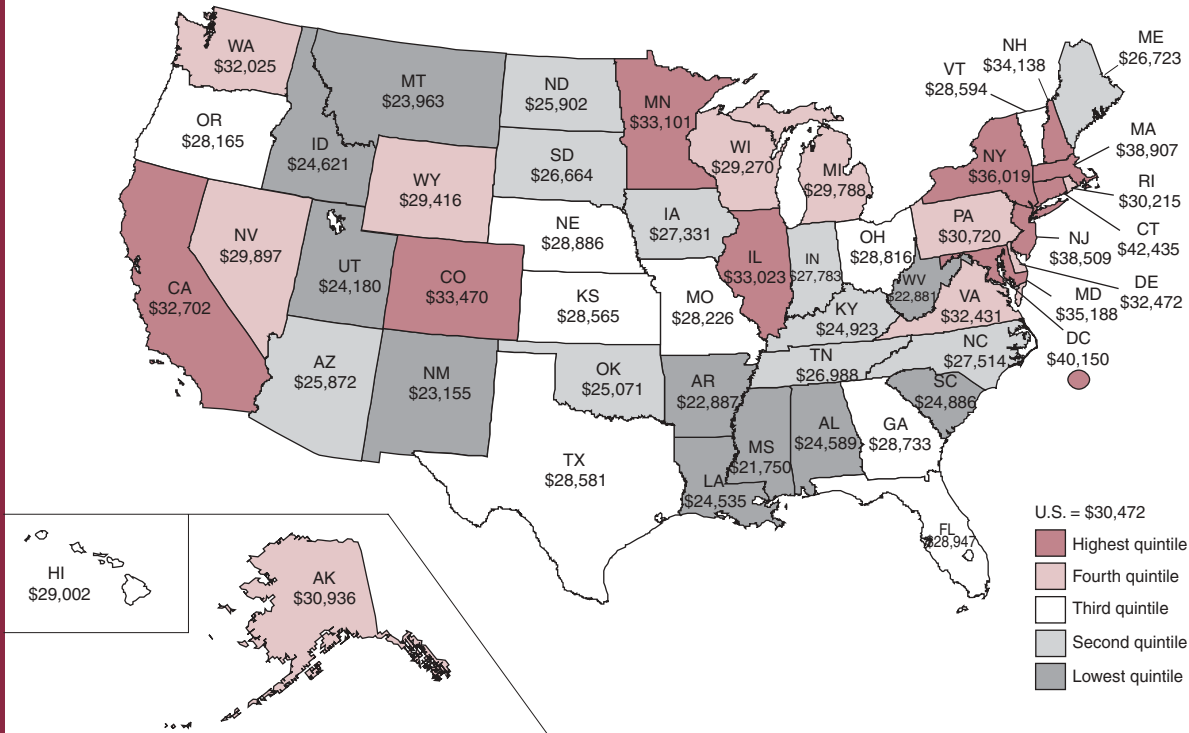 WA
$32,025
OR
$28,165
CA
$32,702
NV
$29,897
ID
$24,621
MT
$23,963
WY
$29,416
UT
$24,180
CO
$33,470
AZ
$25,872
NM
$23,155
ND
$25,902
SD
$26,664
NE
$28,886
KS
$28,565
OK
$25,071
TX
$28,581
MN
$33,101
IA
$27,331
MO
$28,226
AR
$22,887
LA
$24,535
WI
$29,270
IL
$33,023
MI
$29,788
IN
$27,783
OH
$28,816
KY
$24,923
TN
$26,988
MS
$21,750
AL
$24,589
GA
$28,733
FL
$28,947
SC
$24,886
NC
$27,514
VA
$32,431
WV
$22,881
PA
$30,720
NY
$36,019
VT
$28,594
NH
$34,138
ME
$26,723
MA
$38,907
RI
$30,215
CT
$42,435
NJ
$38,509
DE
$32,472
MD
$35,188
DC
$40,150
HI
$29,002
AK
$30,936
U.S. = $30,472
Highest quintile
Fourth quintile
Third quintile
Second quintile
Lowest quintile